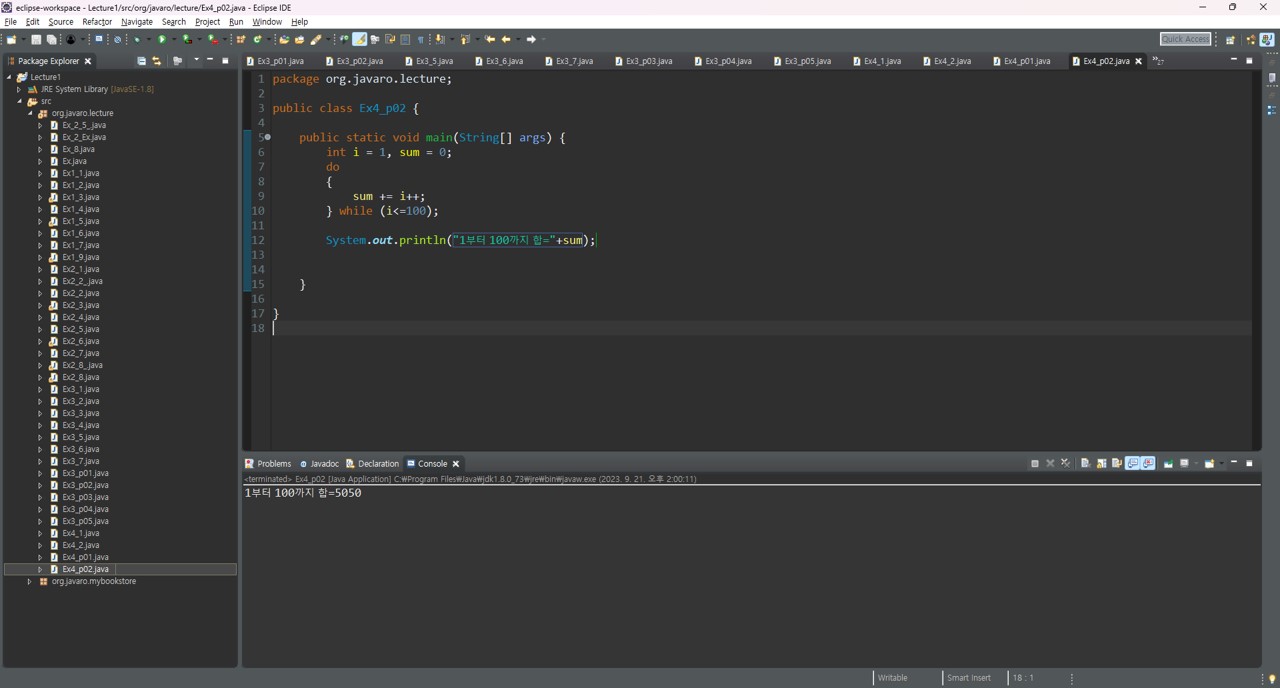 eclipse-workspace - Lecture1/src/org/javaro/lecture/Ex4_p02.java - Eclipse IDE
File Edit Source Refactor Navigate Search Project Run Window Help
Quick Access
Package Explorer
Ex3_p01.java Ex3_p02.java Ex3_5.java Ex3_6.java Ex3_7.java Ex3_p03.java Ex3_p04.java Ex3_p05.java Ex4_1.java Ex4_2.java Ex4_p01.java Ex4_p02.java »27
Lecture1
JRE System Library [JavaSE-1.8]
src
org.javaro.lecture
Ex_2_5_.java
Ex_2_Ex.java
Ex_8.java
Ex.java
Ex1_1.java
Ex1_2.java
Ex1_3.java
Ex1_4.java
Ex1_5.java
Ex1_6.java
Ex1_7.java
Ex1_9.java
Ex2_1.java
Ex2_2_.java
Ex2_2.java
Ex2_3.java
Ex2_4.java
Ex2_5.java
Ex2_6.java
Ex2_7.java
Ex2_8_.java
Ex2_8.java
Ex3_1.java
Ex3_2.java
Ex3_3.java
Ex3_4.java
Ex3_5.java
Ex3_6.java
Ex3_7.java
Ex3_p01.java
Ex3_p02.java
Ex3_p03.java
Ex3_p04.java
Ex3_p05.java
Ex4_1.java
Ex4_2.java
Ex4_p01.java
Ex4_p02.java
org.javaro.mybookstore
1 package org.javaro.lecture;
2
3 public class Ex4_p02 {
4
5 public static void main(String[] args) {
6 int i = 1, sum = 0;
7 do
8 {
9 sum += i++;
10 } while (i<=100);
11
12 System.out.println("1부터 100까지 합="+sum);
13
14
15 }
16
17 }
18
Problems Javadoc Declaration Console
<terminated> Ex4_p02 [Java Application] C:₩Program Files₩Java₩jdk1.8.0_73₩jre₩bin₩javaw.exe (2023. 9. 21. 오후 2:00:11)
1부터 100까지 합=5050
Writable Smart Insert 18 : 1